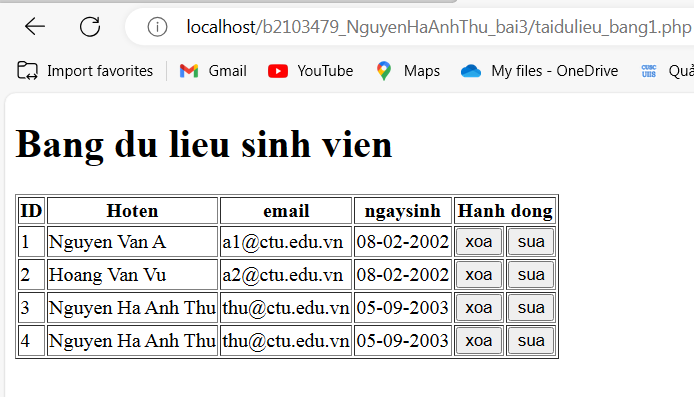 localhost/b2103479_NguyenHaAnhThu_bai3/taidulieu_bang1.php
Import favorites Gmail YouTube Maps My files - OneDrive CUSC UEBS Quả
Bang du lieu sinh vien
ID Hoten email ngaysinh Hanh dong
1 Nguyen Van A a1@ctu.edu.vn 08-02-2002 xoa sua
2 Hoang Van Vu a2@ctu.edu.vn 08-02-2002 xoa sua
3 Nguyen Ha Anh Thu thu@ctu.edu.vn 05-09-2003 xoa sua
4 Nguyen Ha Anh Thu thu@ctu.edu.vn 05-09-2003 xoa sua